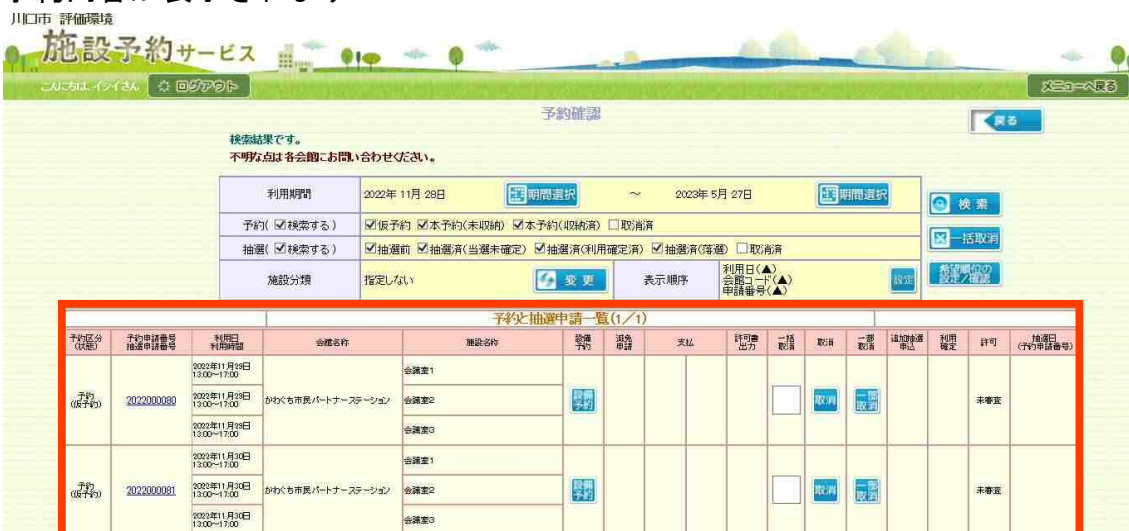 川口市 評価環境
施設予約サービス
こんにちは、イシイさん ログアウト メニューへ戻る
予約確認
戻る
検索結果です。
不明な点は各会館にお問い合わせください。
利用期間 2022年 11月 28日 期間選択 ～ 2023年 5月 27日 期間選択
検索
予約( ☑検索する) ☑仮予約 ☑本予約(未収納) ☑本予約(収納済) □取消済
一括取消
抽選( ☑検索する) ☑抽選前 ☑抽選済(当選未確定) ☑抽選済(利用確定済) ☑抽選済(落選) □取消済
施設分類 指定しない 変更 表示順序 利用日(▲)
会館コード(▲)
申請番号(▲)
設定
希望順位の
設定/確認
予約と抽選申請一覧(1/1)
予約区分
(状態)
予約申請番号
抽選申請番号
利用日
利用時間
会館名称 施設名称
設備
予約
減免
申請
支払
許可書
出力
一括
取消
取消
一部
取消
追加抽選
申込
利用
確定
許可
抽選日
(予約申請番号)
予約
(仮予約)
2022000080
2022年11月29日
13:00～17:00
会議室1
2022年11月29日
13:00～17:00
かわぐち市民パートナーステーション 会議室2
2022年11月29日
13:00～17:00
会議室3
設備
予約
取消
一部
取消
未審査
予約
(仮予約)
2022000081
2022年11月30日
13:00～17:00
会議室1
2022年11月30日
13:00～17:00
かわぐち市民パートナーステーション 会議室2
2022年11月30日
13:00～17:00
会議室3
設備
予約
取消
一部
取消
未審査